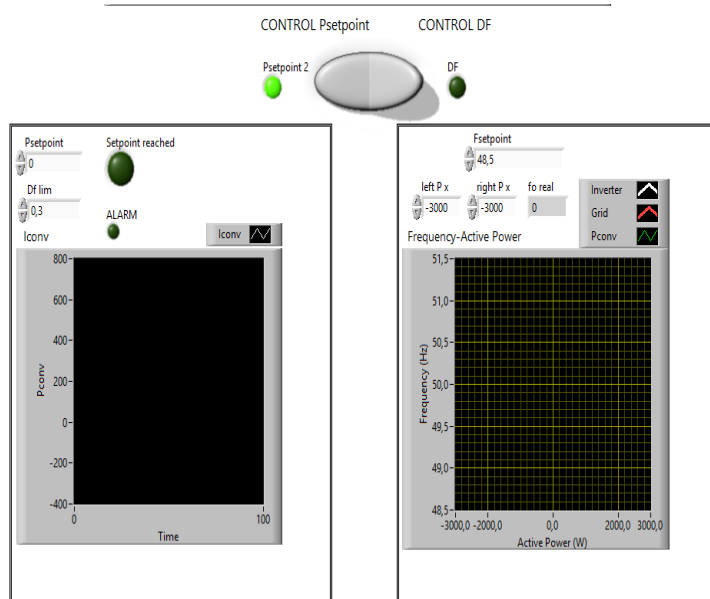 CONTROL Psetpoint CONTROL DF
Psetpoint 2 DF
Psetpoint Setpoint reached
0
Df lim
0,3
ALARM
Iconv Iconv
800
600
400
200
0
-200
-400
Pconv
0 100
Time
Fsetpoint
48,5
left P x right P x fo real
-3000 -3000 0
Inverter
Grid
Pconv
Frequency-Active Power
51,5
51,0
50,5
50,0
49,5
49,0
48,5
Frequency (Hz)
-3000,0 -2000,0 0,0 2000,0 3000,0
Active Power (W)